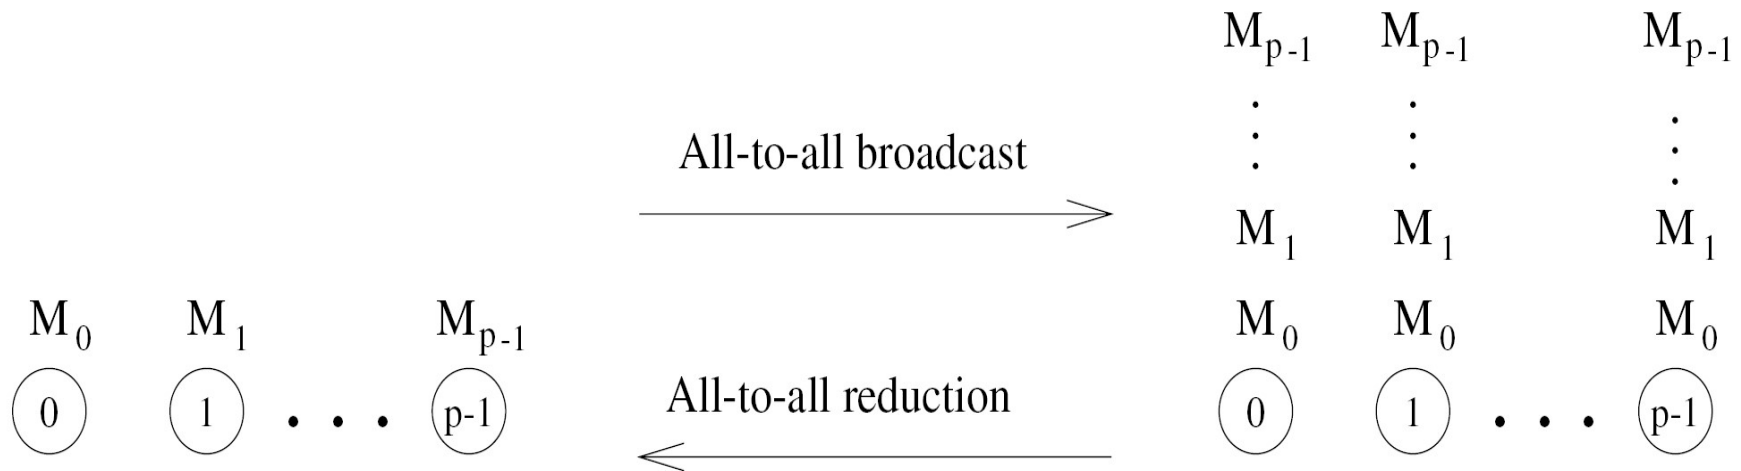 M_{p-1} M_{p-1} M_{p-1}
All-to-all broadcast
M_1 M_1 M_1
M_0 M_1 M_{p-1} M_0 M_0 M_0
All-to-all reduction
0 1 . . . p-1 0 1 . . . p-1